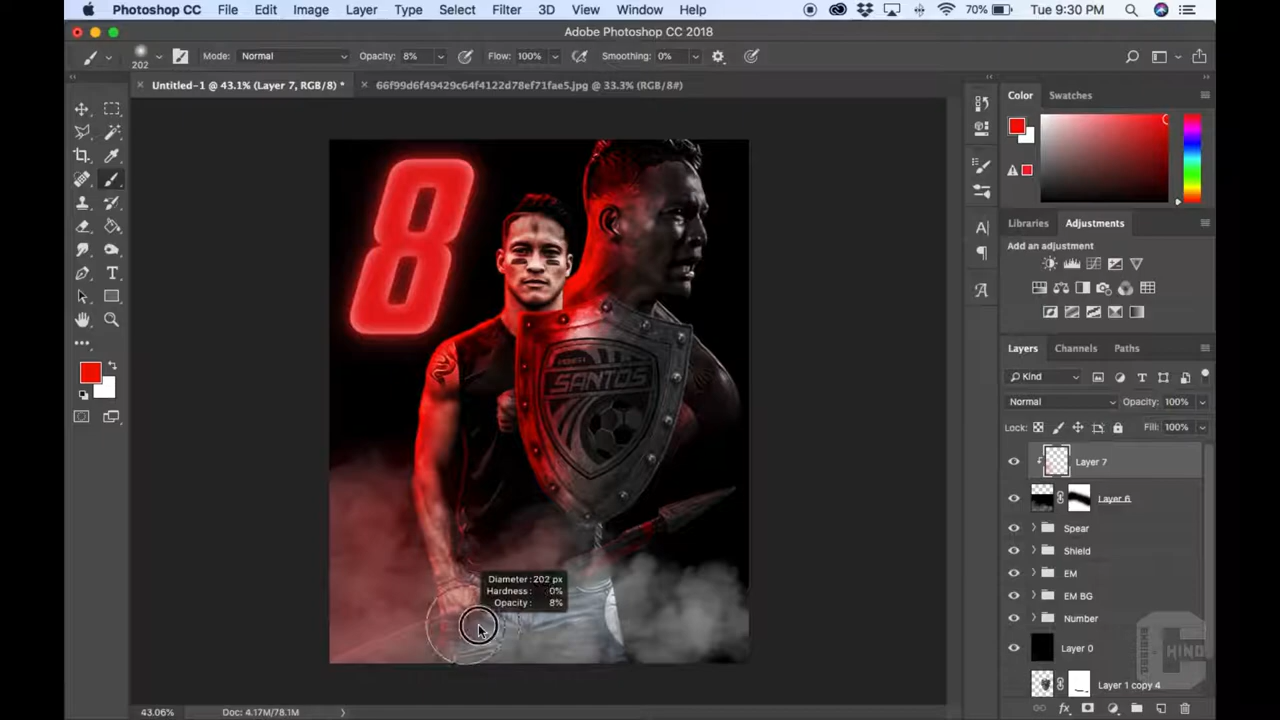 Photoshop CC File Edit Image Layer Type Select Filter 3D View Window Help 70% Tue 9:30 PM
Adobe Photoshop CC 2018
202 Mode: Normal Opacity: 8% Flow: 100% Smoothing: 0%
Untitled-1 @ 43.1% (Layer 7, RGB/8) * 66f99d6f49429c64f4122d78ef71fae5.jpg @ 33.3% (RGB/8#)
Color Swatches
8
Libraries Adjustments
Add an adjustment
SANTOS
Layers Channels Paths
Kind
Normal Opacity: 100%
Lock: Fill: 100%
Layer 7
Layer 6
Spear
Shield
EM
EM BG
Number
Layer 0
Layer 1 copy 4
Diameter: 202 px
Hardness: 0%
Opacity: 8%
43.06% Doc: 4.17M/78.1M